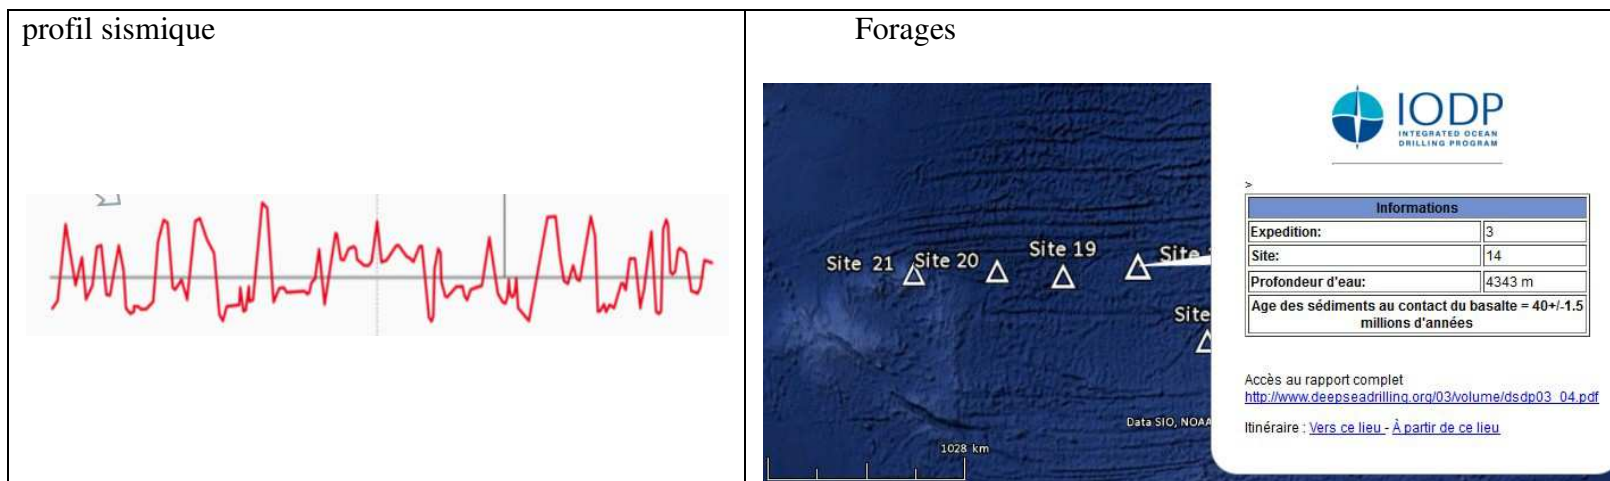 profil sismique
Forages
IODP
INTEGRATED OCEAN
DRILLING PROGRAM
>
Informations
Expedition: 3
Site: 14
Profondeur d'eau: 4343 m
Age des sédiments au contact du basalte = 40+/-1.5
millions d'années
Site 21
Site 20
Site 19
Site
Site
Accès au rapport complet
http://www.deepseadrilling.org/03/volume/dsdp03_04.pdf
Itinéraire : Vers ce lieu - À partir de ce lieu
Data SIO, NOAA
1028 km